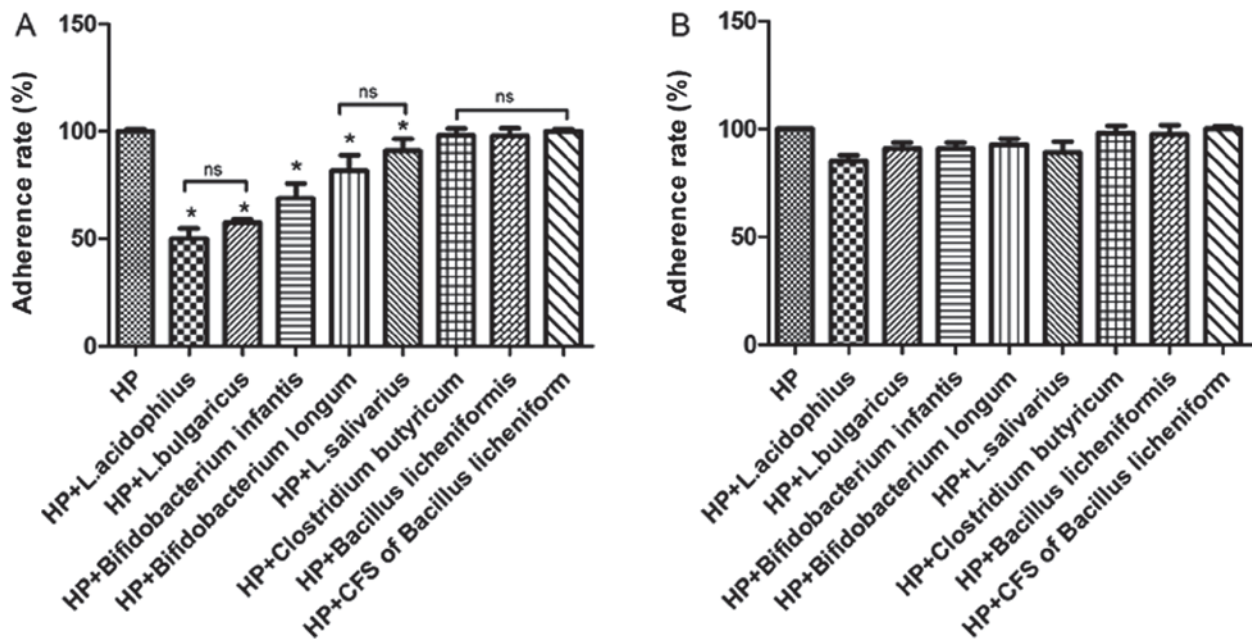 A
Adherence rate (%)
150
100
50
0
ns
ns
ns
*
*
*
*
*
HP
HP+L.acidophilus
HP+L.bulgaricus
HP+Bifidobacterium infantis
HP+Bifidobacterium longum
HP+L.salivarius
HP+Clostridium butyricum
HP+Bacillus licheniformis
HP+CFS of Bacillus licheniform
B
Adherence rate (%)
150
100
50
0
HP
HP+L.acidophilus
HP+L.bulgaricus
HP+Bifidobacterium infantis
HP+Bifidobacterium longum
HP+L.salivarius
HP+Clostridium butyricum
HP+Bacillus licheniformis
HP+CFS of Bacillus licheniform